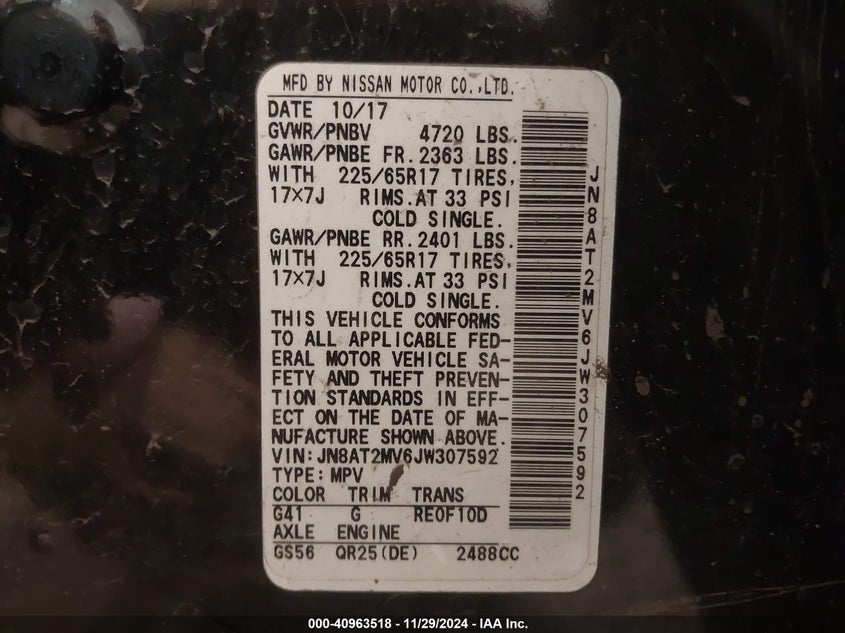 MFD BY NISSAN MOTOR CO.,LTD.
DATE 10/17
GVWR/PNBV 4720 LBS.
GAWR/PNBE FR. 2363 LBS.
WITH 225/65R17 TIRES,
17×7J RIMS.AT 33 PSI
COLD SINGLE.
GAWR/PNBE RR. 2401 LBS.
WITH 225/65R17 TIRES,
17×7J RIMS.AT 33 PSI
COLD SINGLE.
THIS VEHICLE CONFORMS
TO ALL APPLICABLE FED-
ERAL MOTOR VEHICLE SA-
FETY AND THEFT PREVEN-
TION STANDARDS IN EFF-
ECT ON THE DATE OF MA-
NUFACTURE SHOWN ABOVE.
VIN:JN8AT2MV6JW307592
TYPE:MPV
COLOR TRIM TRANS
G41 G RE0F10D
AXLE ENGINE
GS56 QR25(DE) 2488CC
JN8AT2MV6JW307592
000-40963518 - 11/29/2024 - IAA Inc.